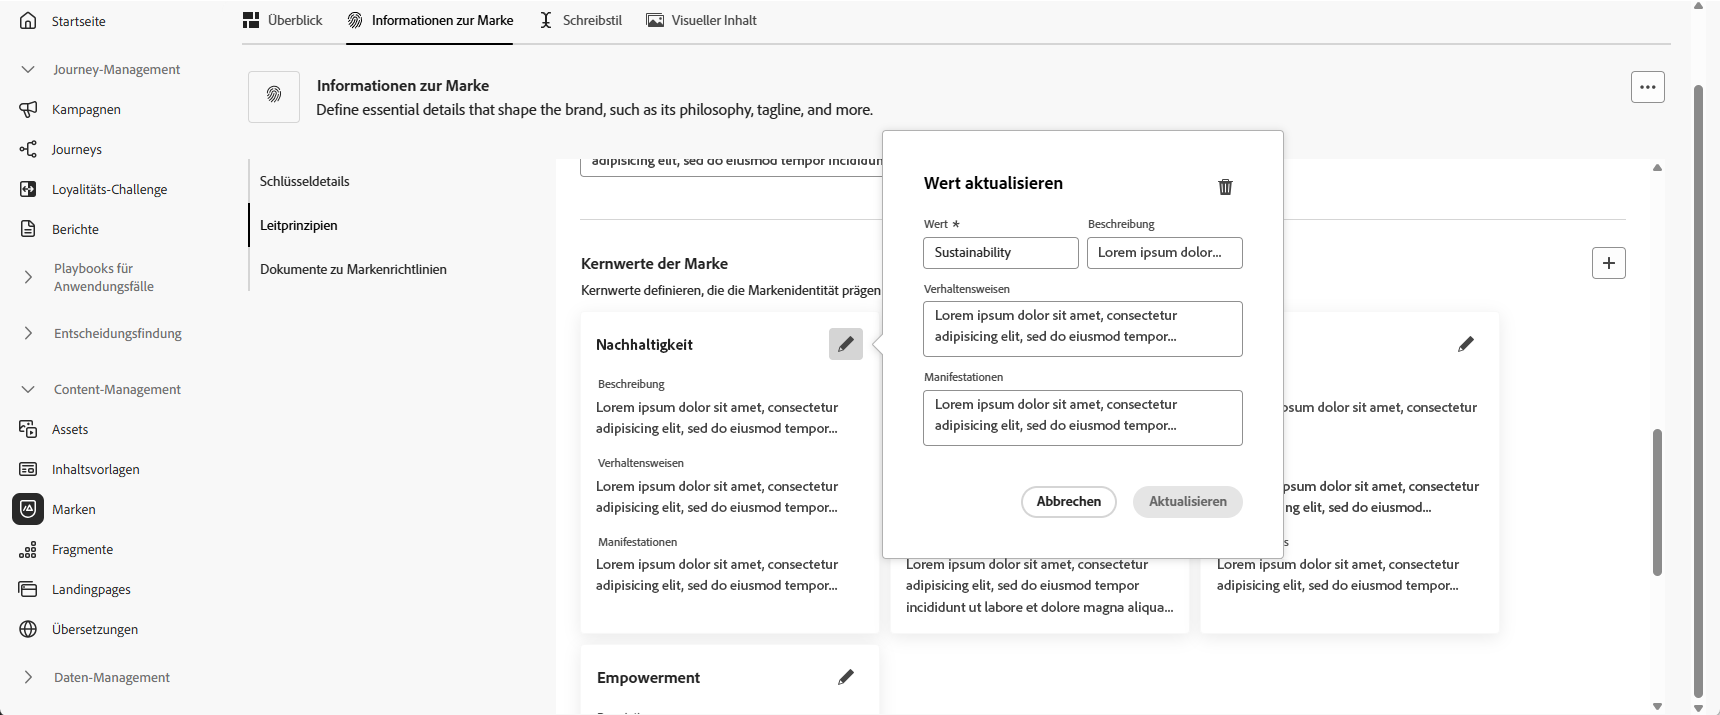 Startseite
Journey-Management
Kampagnen
Journeys
Loyalitäts-Challenge
Berichte
Playbooks für
Anwendungsfälle
Entscheidungsfindung
Content-Management
Assets
Inhaltsvorlagen
Marken
Fragmente
Landingpages
Übersetzungen
Daten-Management
Überblick
Informationen zur Marke
Schreibstil
Visueller Inhalt
Informationen zur Marke
Define essential details that shape the brand, such as its philosophy, tagline, and more.
Schlüsseldetails
Leitprinzipien
Dokumente zu Markenrichtlinien
adipisicing elit, sed do eiusmod tempor incididun
Kernwerte der Marke
Kernwerte definieren, die die Markenidentität prägen
Nachhaltigkeit
Beschreibung
Lorem ipsum dolor sit amet, consectetur
adipisicing elit, sed do eiusmod tempor...
Verhaltensweisen
Lorem ipsum dolor sit amet, consectetur
adipisicing elit, sed do eiusmod tempor...
Manifestationen
Lorem ipsum dolor sit amet, consectetur
adipisicing elit, sed do eiusmod tempor...
Wert aktualisieren
Wert *
Beschreibung
Sustainability
Lorem ipsum dolor...
Verhaltensweisen
Lorem ipsum dolor sit amet, consectetur
adipisicing elit, sed do eiusmod tempor...
Manifestationen
Lorem ipsum dolor sit amet, consectetur
adipisicing elit, sed do eiusmod tempor...
Abbrechen
Aktualisieren
Lorem ipsum dolor sit amet, consectetur
adipisicing elit, sed do eiusmod tempor
incididunt ut labore et dolore magna aliqua...
psum dolor sit amet, consectetur
psum dolor sit amet, consectetur
ng elit, sed do eiusmod...
s
Lorem ipsum dolor sit amet, consectetur
adipisicing elit, sed do eiusmod tempor...
Empowerment